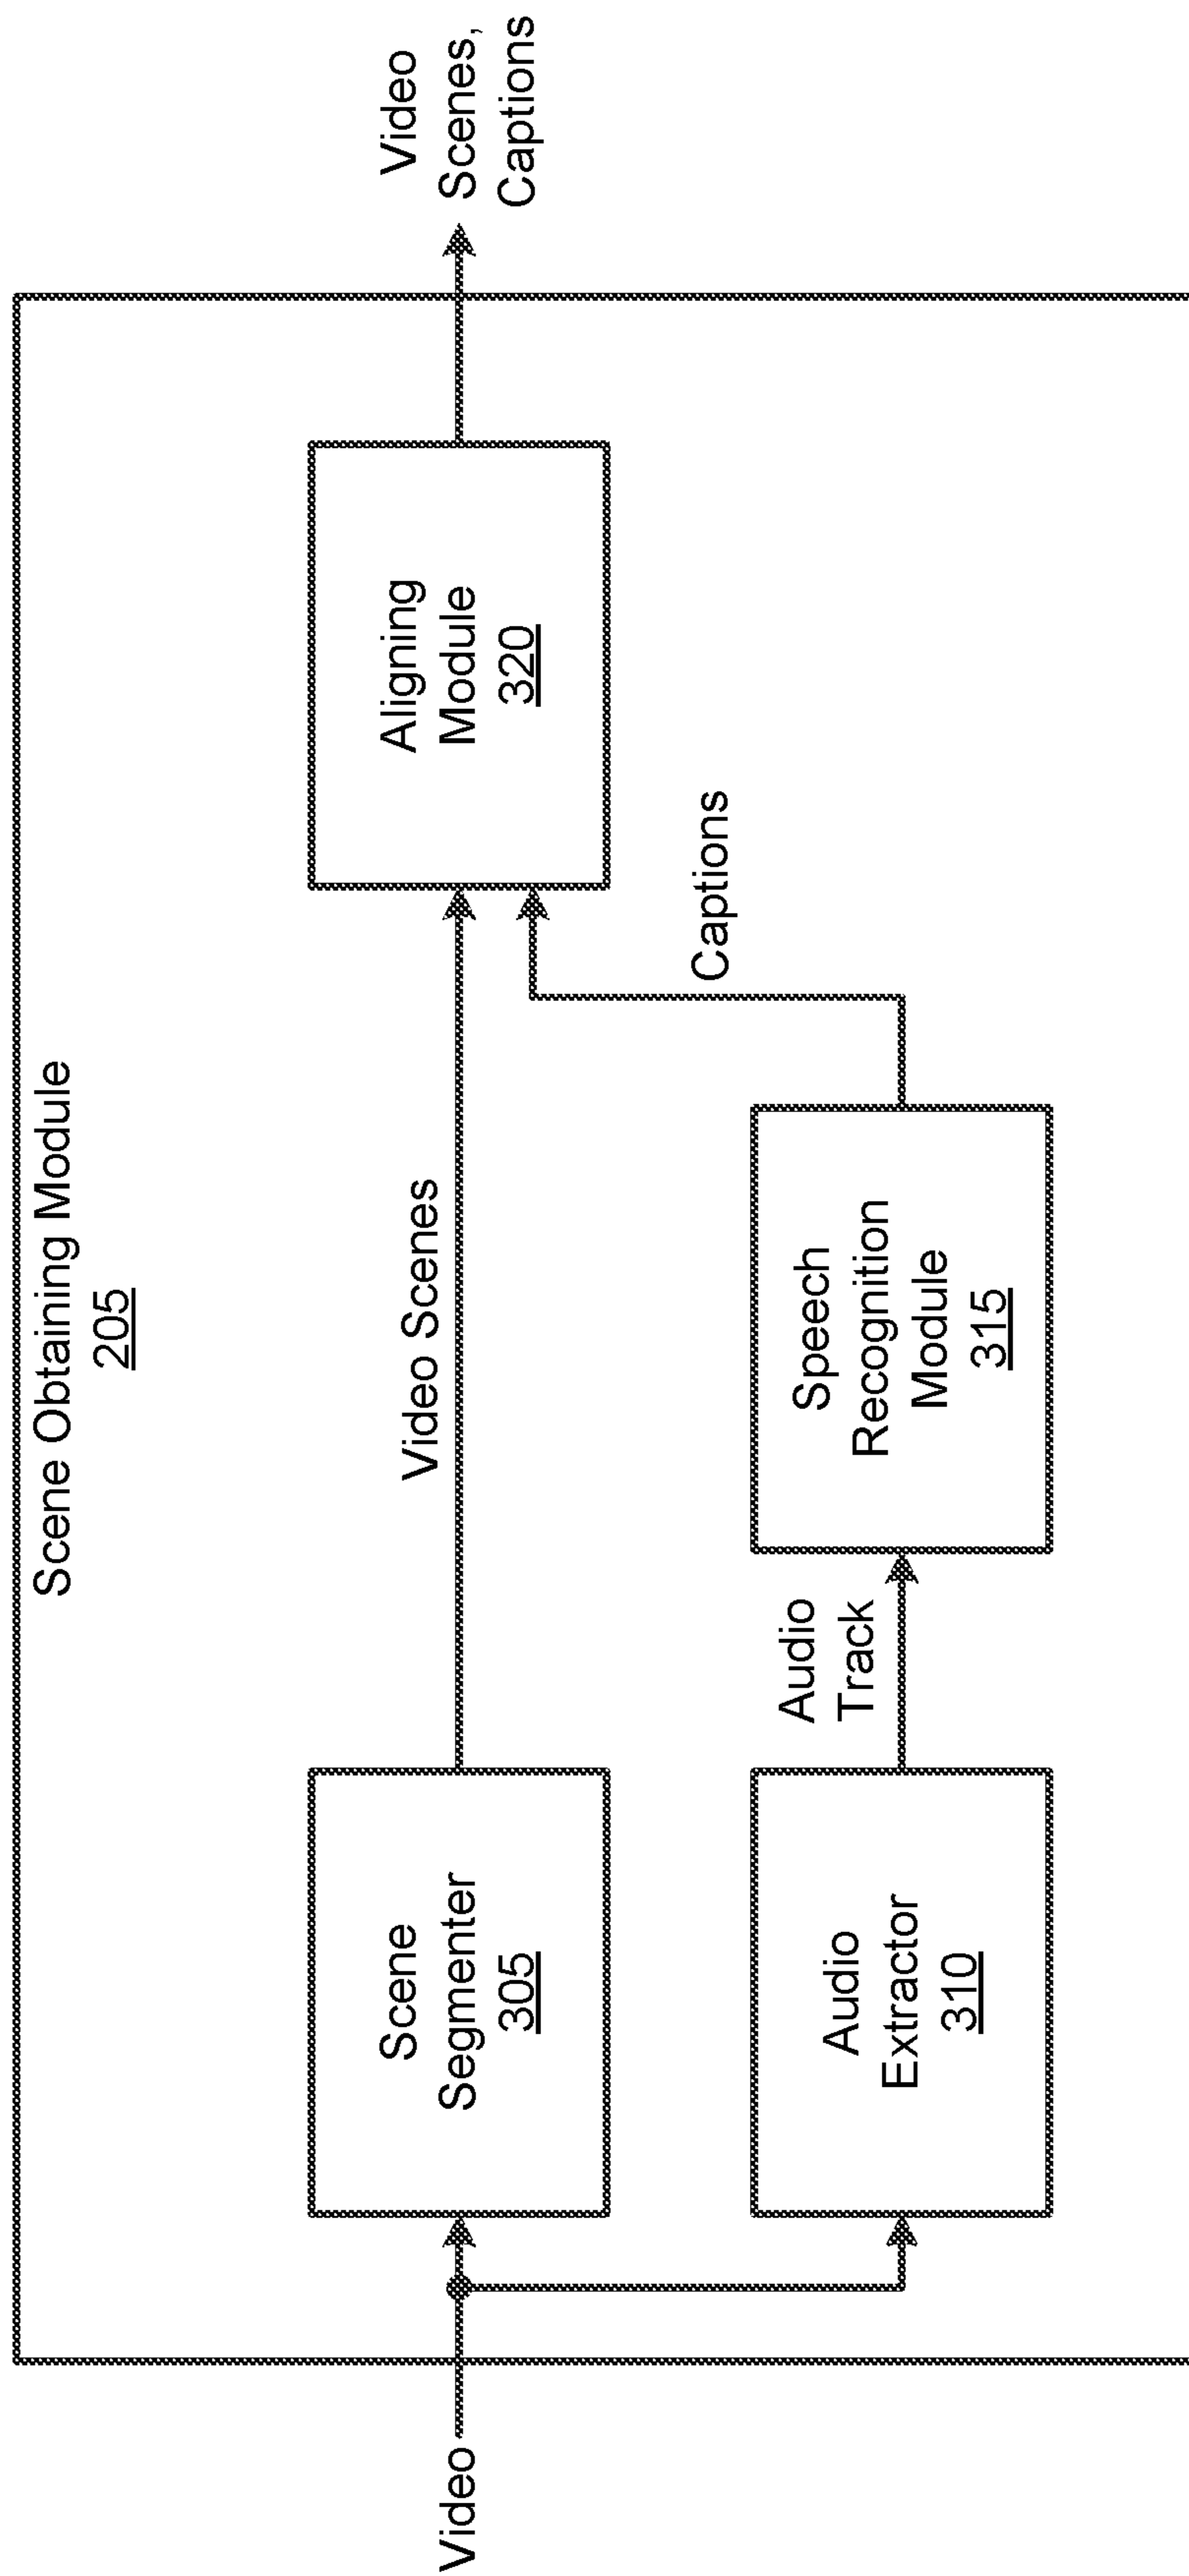 Scene Obtaining Module
205
Video
Scene
Segmenter
305
Video Scenes
Aligning
Module
320
Video
Scenes,
Captions
Audio
Extractor
310
Audio
Track
Speech
Recognition
Module
315
Captions